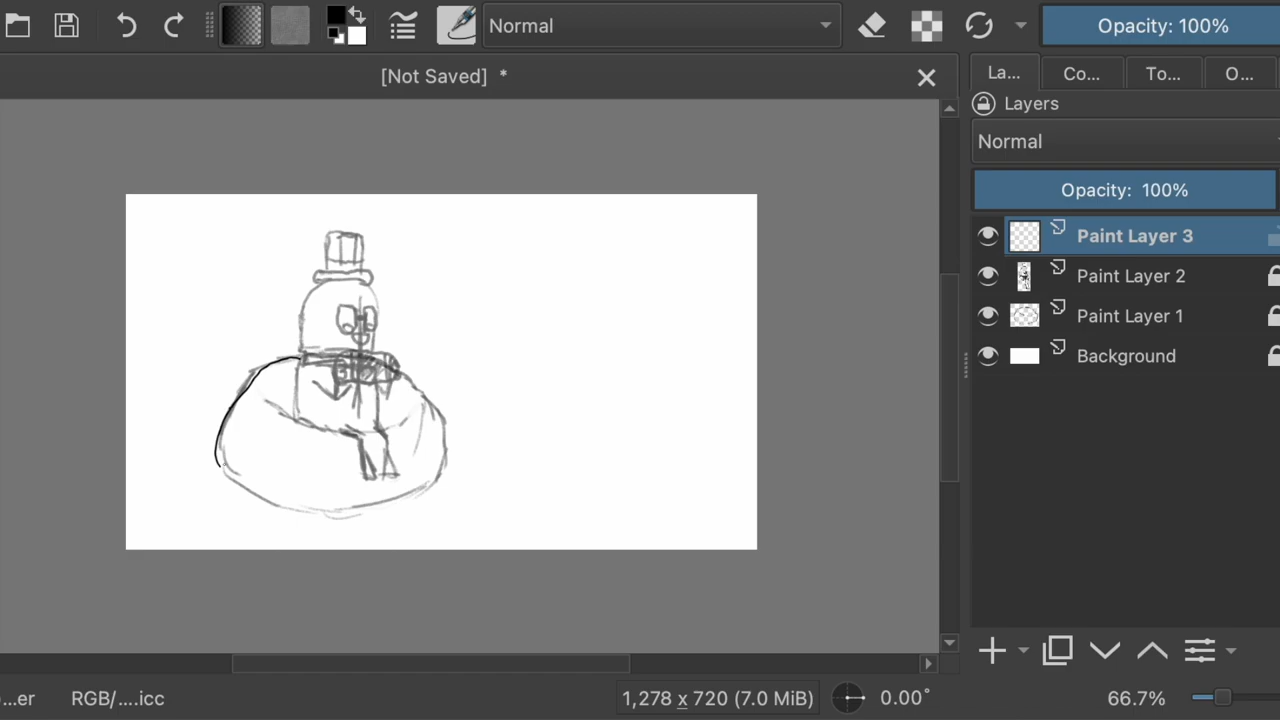 Normal
Opacity: 100%
[Not Saved] *
La...
Co...
To...
O...
Layers
Normal
Opacity: 100%
Paint Layer 3
Paint Layer 2
Paint Layer 1
Background
...er
RGB/....icc
1,278 x 720 (7.0 MiB)
0.00°
66.7%